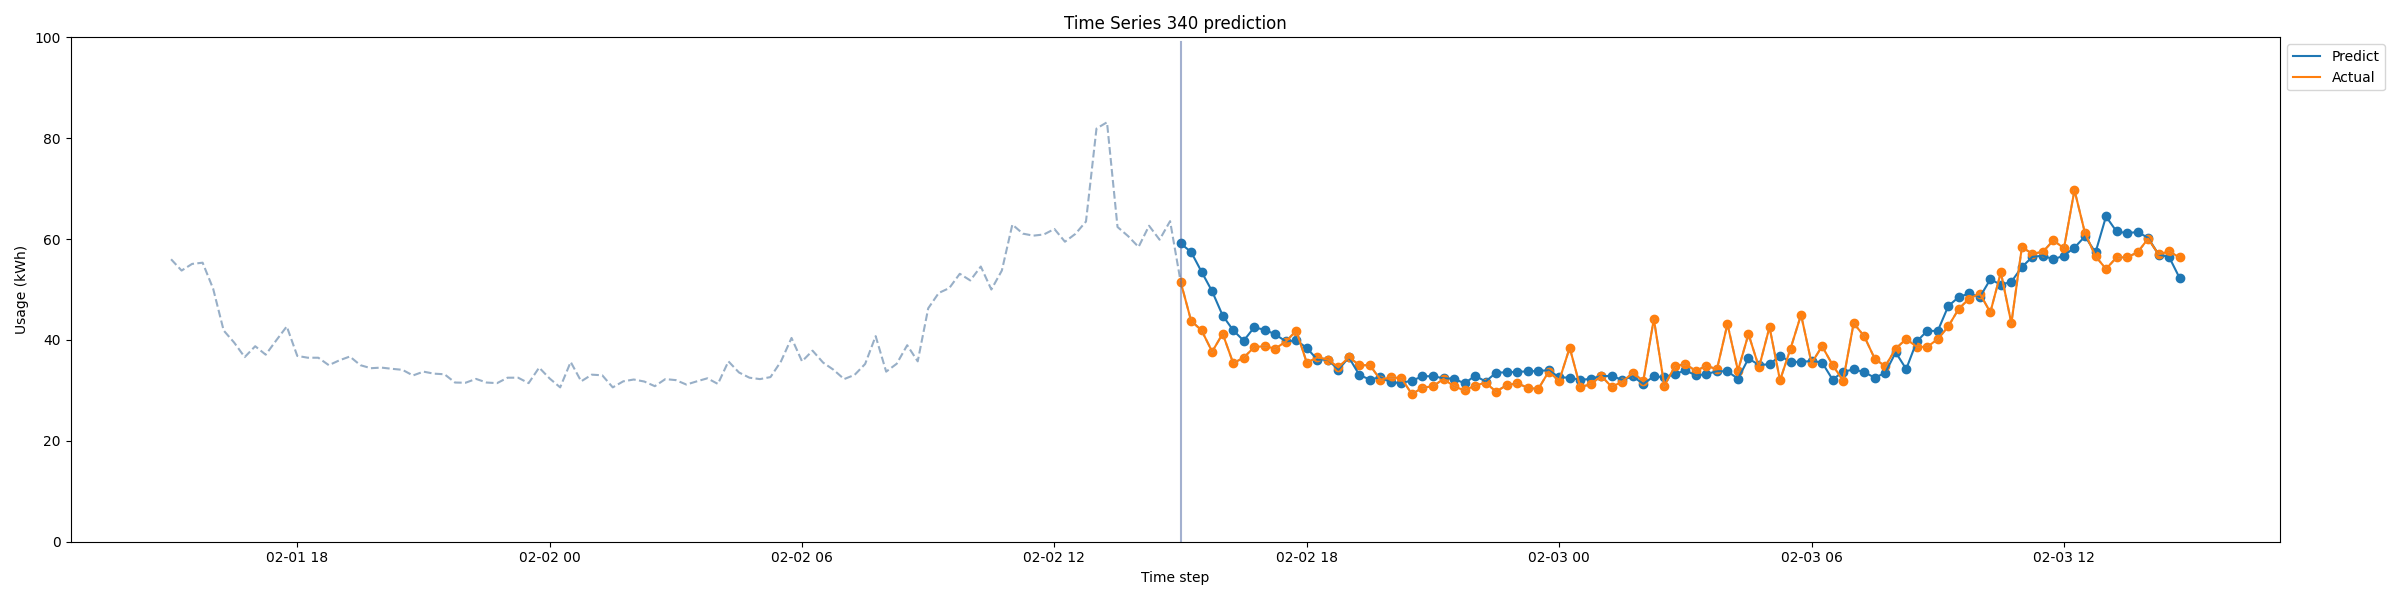 Time Series 340 prediction
100
80
60
40
20
0
Usage (kWh)
02-01 18
02-02 00
02-02 06
02-02 12
02-02 18
02-03 00
02-03 06
02-03 12
Time step
Predict
Actual